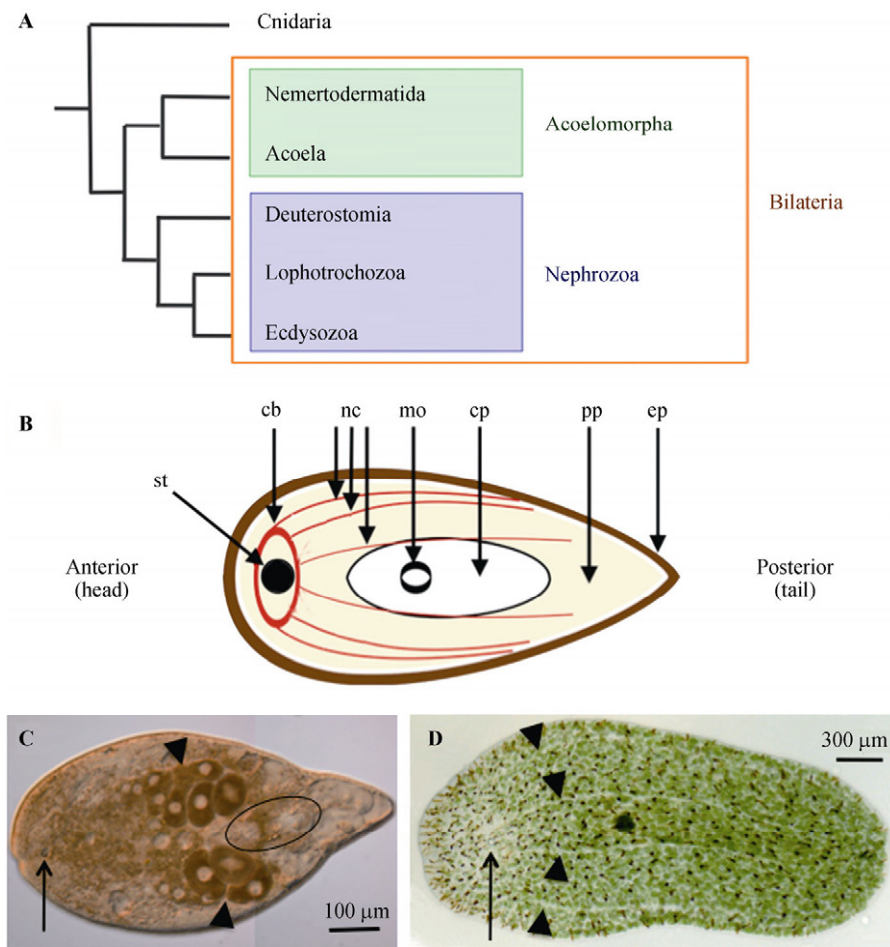 A
Cnidaria
Nemertodermatida
Acoelomorpha
Acoela
Bilateria
Deuterostomia
Lophotrochozoa
Nephrozoa
Ecdysozoa
B
cb nc mo cp pp ep
st
Anterior
(head)
Posterior
(tail)
C
100 μm
D
300 μm